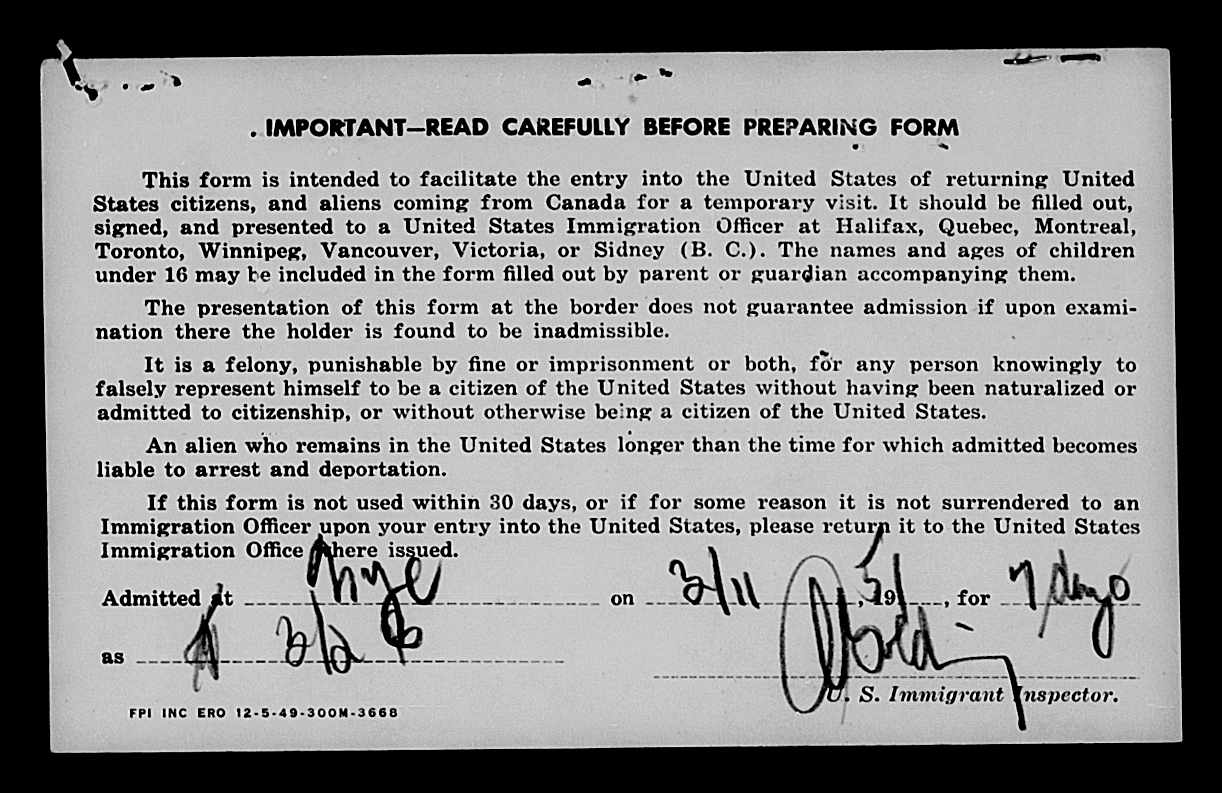 IMPORTANT—READ CAREFULLY BEFORE PREPARING FORM
This form is intended to facilitate the entry into the United States of returning United
States citizens, and aliens coming from Canada for a temporary visit. It should be filled out,
signed, and presented to a United States Immigration Officer at Halifax, Quebec, Montreal,
Toronto, Winnipeg, Vancouver, Victoria, or Sidney (B. C.). The names and ages of children
under 16 may be included in the form filled out by parent or guardian accompanying them.
The presentation of this form at the border does not guarantee admission if upon exami-
nation there the holder is found to be inadmissible.
It is a felony, punishable by fine or imprisonment or both, for any person knowingly to
falsely represent himself to be a citizen of the United States without having been naturalized or
admitted to citizenship, or without otherwise being a citizen of the United States.
An alien who remains in the United States longer than the time for which admitted becomes
liable to arrest and deportation.
If this form is not used within 30 days, or if for some reason it is not surrendered to an
Immigration Officer upon your entry into the United States, please return it to the United States
Immigration Office where issued.
Admitted at on 3/11, 195/, for 7 days
as 3/2
U. S. Immigrant Inspector.
FPI INC ERO 12-5-49-300M-3668